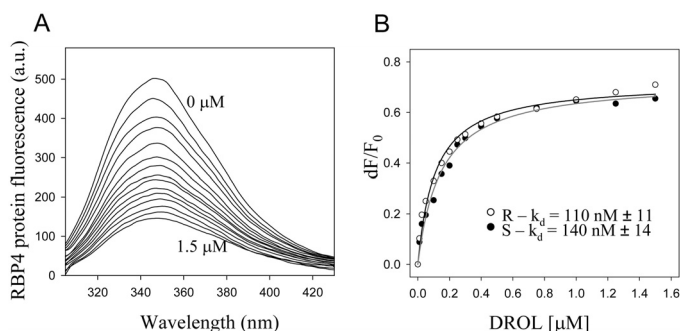 A
RBP4 protein fluorescence (a.u.)
500
400
300
200
100
0
0 µM
1.5 µM
320 340 360 380 400 420
Wavelength (nm)
B
dF/F0
0.8
0.6
0.4
0.2
0.0
R – kd = 110 nM ± 11
S – kd = 140 nM ± 14
0.0 0.2 0.4 0.6 0.8 1.0 1.2 1.4 1.6
DROL [µM]